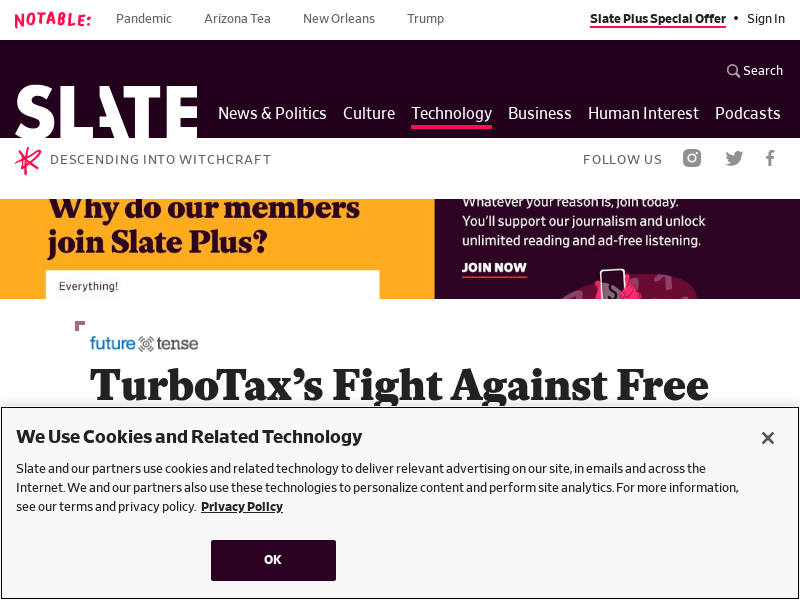 NOTABLE: Pandemic Arizona Tea New Orleans Trump Slate Plus Special Offer • Sign In
Search
SLATE News & Politics Culture Technology Business Human Interest Podcasts
DESCENDING INTO WITCHCRAFT FOLLOW US
Why do our members
join Slate Plus?
Everything!
Whatever your reason is, join today.
You'll support our journalism and unlock
unlimited reading and ad-free listening.
JOIN NOW
future tense
TurboTax's Fight Against Free
We Use Cookies and Related Technology
Slate and our partners use cookies and related technology to deliver relevant advertising on our site, in emails and across the
Internet. We and our partners also use these technologies to personalize content and perform site analytics. For more information,
see our terms and privacy policy. Privacy Policy
OK